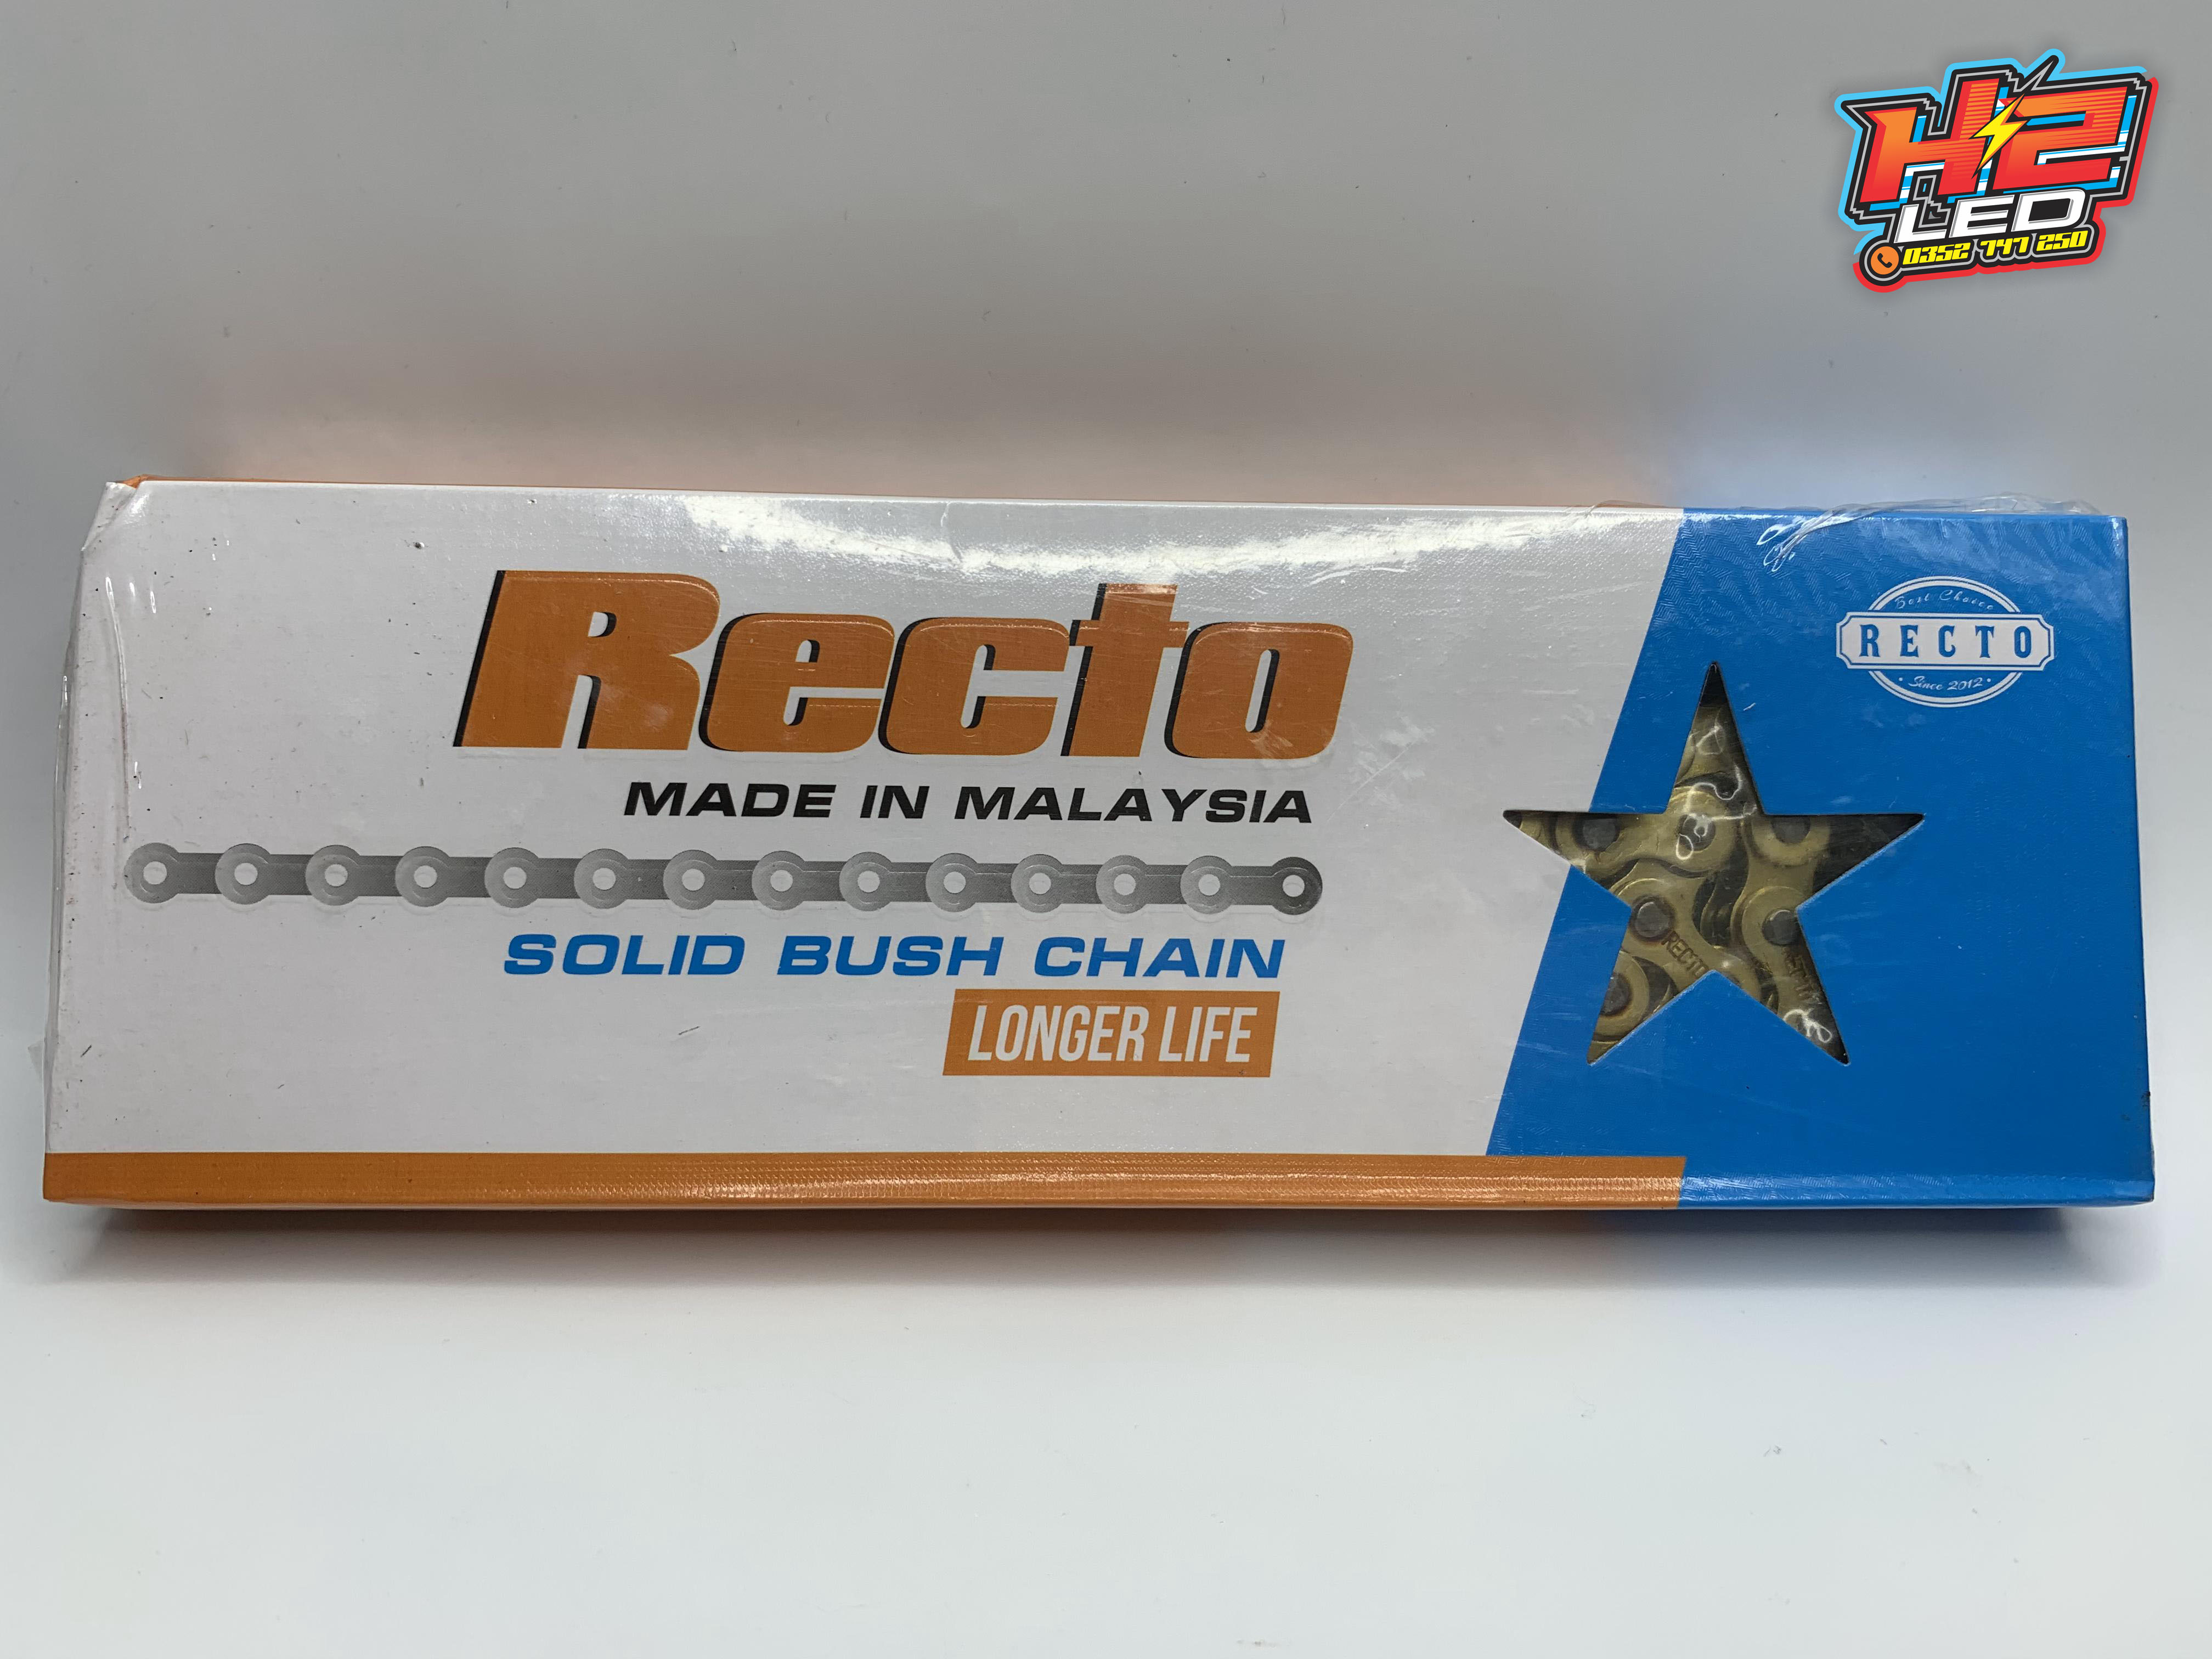 H2
LED
0352 747 250
Recto
MADE IN MALAYSIA
SOLID BUSH CHAIN
LONGER LIFE
Best Choice
RECTO
Since 2012
RECTO